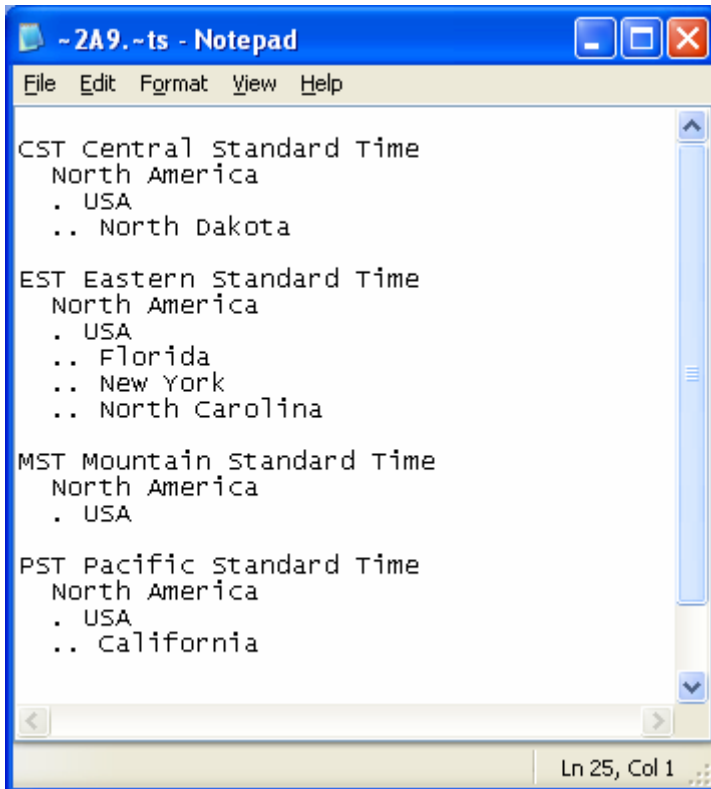 ~2A9.~ts - Notepad
File Edit Format View Help
CST Central Standard Time
North America
. USA
.. North Dakota
EST Eastern Standard Time
North America
. USA
.. Florida
.. New York
.. North Carolina
MST Mountain Standard Time
North America
. USA
PST Pacific Standard Time
North America
. USA
.. California
Ln 25, Col 1